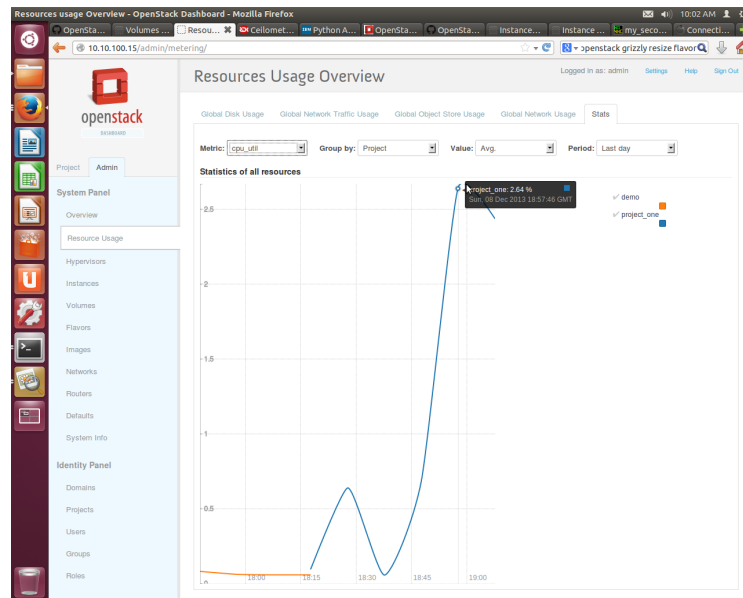 Resources usage Overview - OpenStack Dashboard - Mozilla Firefox
10:02 AM
OpenSta...
Volumes ...
Resou...
Ceilomet...
Python A...
OpenSta...
OpenSta...
Instance...
Instance ...
my_seco...
Connecti...
10.10.100.15/admin/metering/
openstack grizzly resize flavor
openstack
DASHBOARD
Project
Admin
System Panel
Overview
Resource Usage
Hypervisors
Instances
Volumes
Flavors
Images
Networks
Routers
Defaults
System Info
Identity Panel
Domains
Projects
Users
Groups
Roles
Resources Usage Overview
Logged in as: admin
Settings
Help
Sign Out
Global Disk Usage
Global Network Traffic Usage
Global Object Store Usage
Global Network Usage
Stats
Metric:
cpu_util
Group by:
Project
Value:
Avg.
Period:
Last day
Statistics of all resources
project_one: 2.64 %
Sun, 08 Dec 2013 18:57:46 GMT
demo
project_one
2.5
2
1.5
1
0.5
0
18:00
18:15
18:30
18:45
19:00